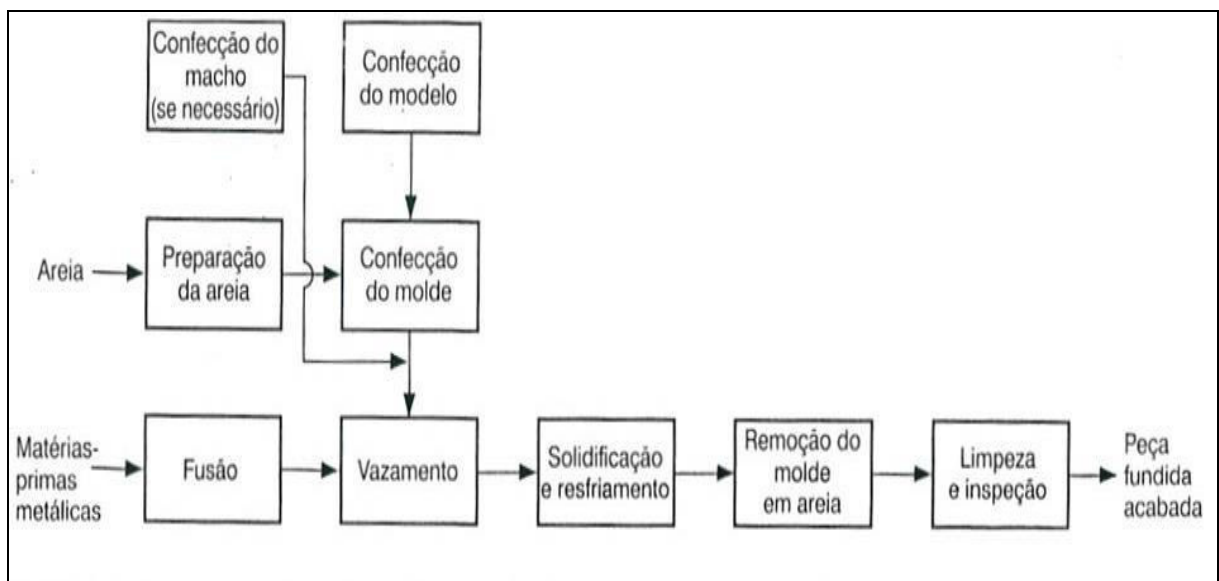 Confecção do
macho
(se necessário)
Confecção
do modelo
Areia
Preparação
da areia
Confecção
do molde
Matérias-
primas
metálicas
Fusão
Vazamento
Solidificação
e resfriamento
Remoção do
molde
em areia
Limpeza
e inspeção
Peça
fundida
acabada